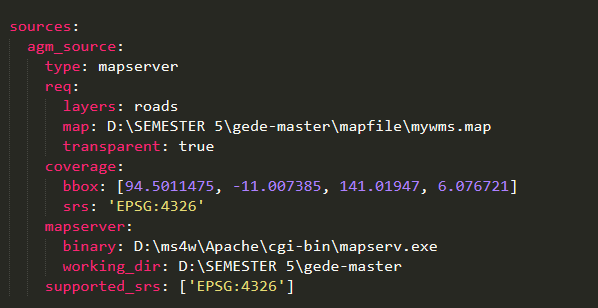 sources:
  agm_source:
    type: mapserver
    req:
      layers: roads
      map: D:\SEMESTER 5\gede-master\mapfile\mywms.map
      transparent: true
    coverage:
      bbox: [94.5011475, -11.007385, 141.01947, 6.076721]
      srs: 'EPSG:4326'
    mapserver:
      binary: D:\ms4w\Apache\cgi-bin\mapserv.exe
      working_dir: D:\SEMESTER 5\gede-master
    supported_srs: ['EPSG:4326']